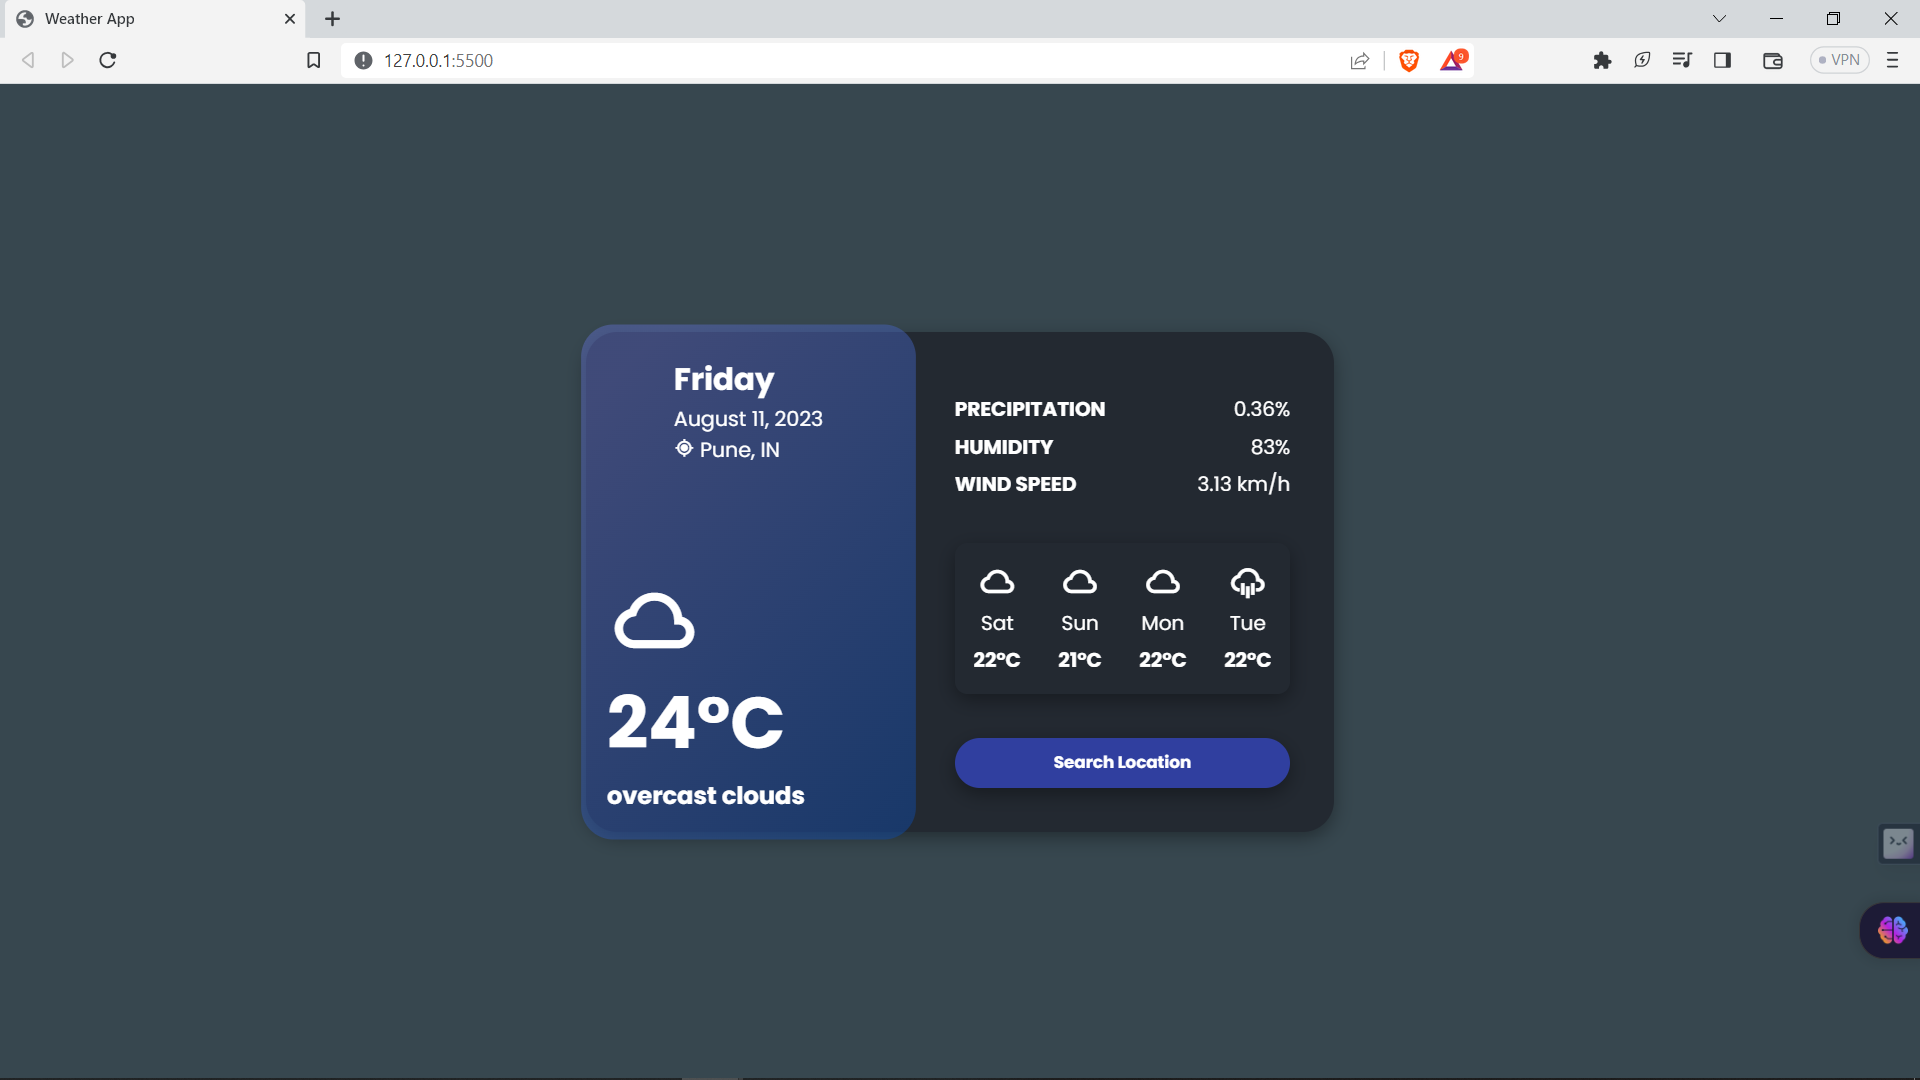 Weather App
127.0.0.1:5500
9
VPN
Friday
August 11, 2023
Pune, IN
24°C
overcast clouds
PRECIPITATION 0.36%
HUMIDITY 83%
WIND SPEED 3.13 km/h
Sat Sun Mon Tue
22°C 21°C 22°C 22°C
Search Location